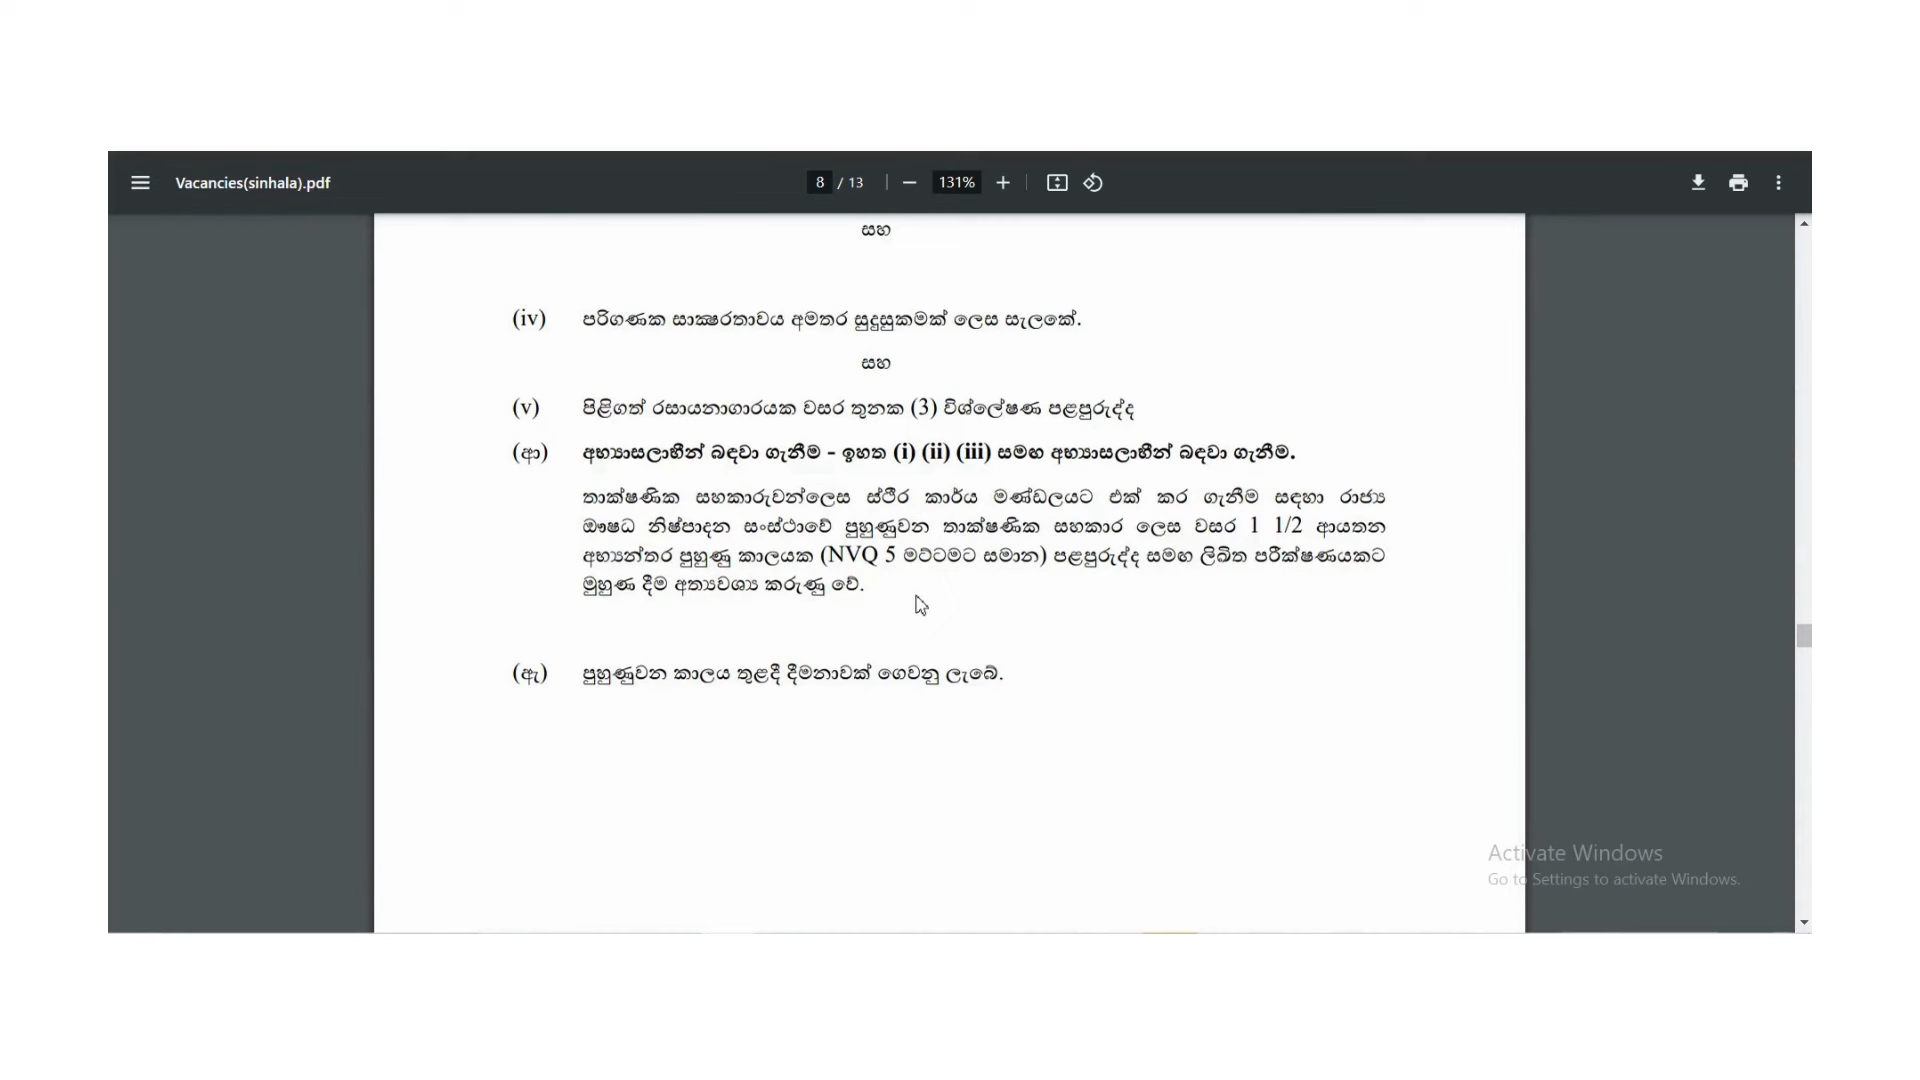 Vacancies(sinhala).pdf
8 / 13
131%
සහ
(iv) පරිගණක සාක්‍ෂරතාවය අමතර සුදුසුකමක් ලෙස සැලකේ.
සහ
(v) පිළිගත් රසායනාගාරයක වසර තුනක (3) විශ්ලේෂණ පළපුරුද්ද
(ආ) අභ්‍යාසලාභීන් බඳවා ගැනීම - ඉහත (i) (ii) (iii) සමඟ අභ්‍යාසලාභීන් බඳවා ගැනීම.
තාක්ෂණික සහකාරුවන්ලෙස ස්ථීර කාර්ය මණ්ඩලයට එක් කර ගැනීම සඳහා රාජ්‍ය
ඖෂධ නිෂ්පාදන සංස්ථාවේ පුහුණුවන තාක්ෂණික සහකාර ලෙස වසර 1 1/2 ආයතන
අභ්‍යන්තර පුහුණු කාලයක (NVQ 5 මට්ටමට සමාන) පළපුරුද්ද සමඟ ලිඛිත පරීක්ෂණයකට
මුහුණ දීම අත්‍යවශ්‍ය කරුණු වේ.
(ඇ) පුහුණුවන කාලය තුළදී දීමනාවක් ගෙවනු ලැබේ.
Activate Windows
Go to Settings to activate Windows.